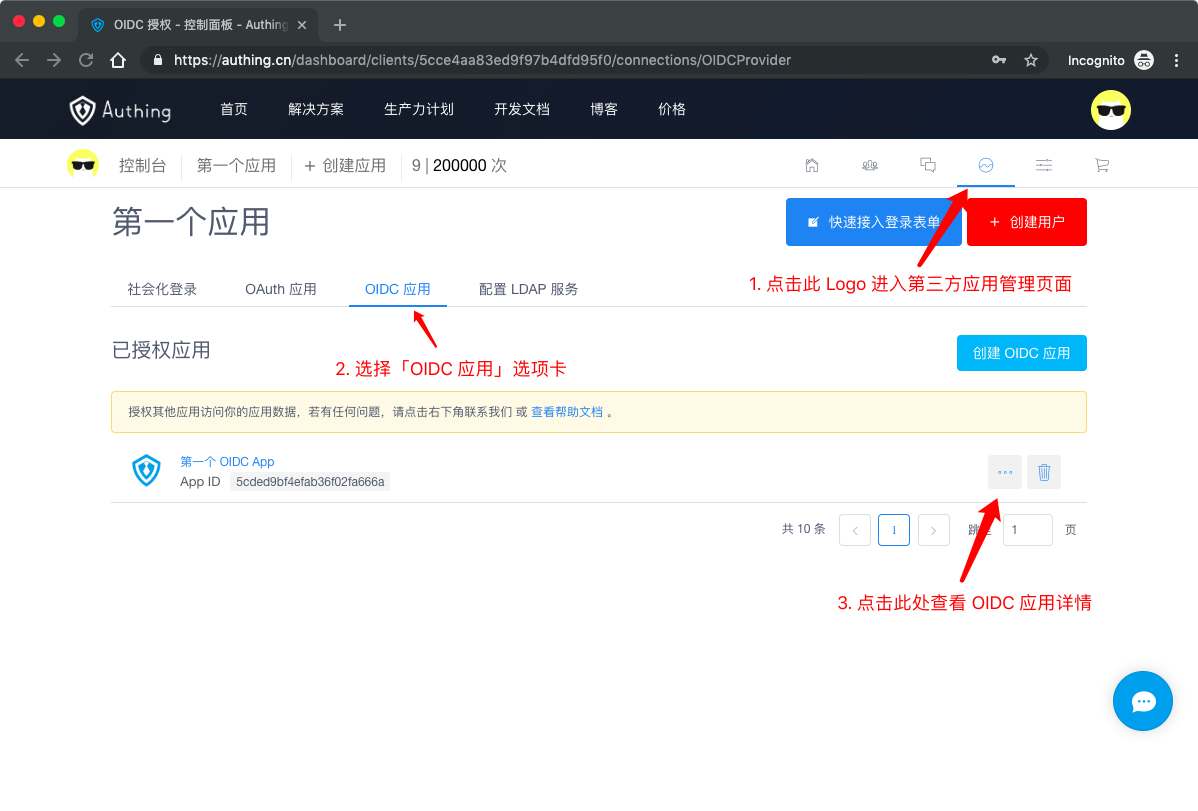 OIDC 授权 - 控制面板 - Authing
https://authing.cn/dashboard/clients/5cce4aa83ed9f97b4dfd95f0/connections/OIDCProvider
Incognito
Authing 首页 解决方案 生产力计划 开发文档 博客 价格
控制台 第一个应用 + 创建应用 9 | 200000 次
第一个应用
快速接入登录表单
+ 创建用户
1. 点击此 Logo 进入第三方应用管理页面
社会化登录 OAuth 应用 OIDC 应用 配置 LDAP 服务
已授权应用
创建 OIDC 应用
2. 选择「OIDC 应用」选项卡
授权其他应用访问你的应用数据，若有任何问题，请点击右下角联系我们 或 查看帮助文档 。
第一个 OIDC App
App ID 5cded9bf4efab36f02fa666a
共 10 条 < 1 > 跳至 1 页
3. 点击此处查看 OIDC 应用详情